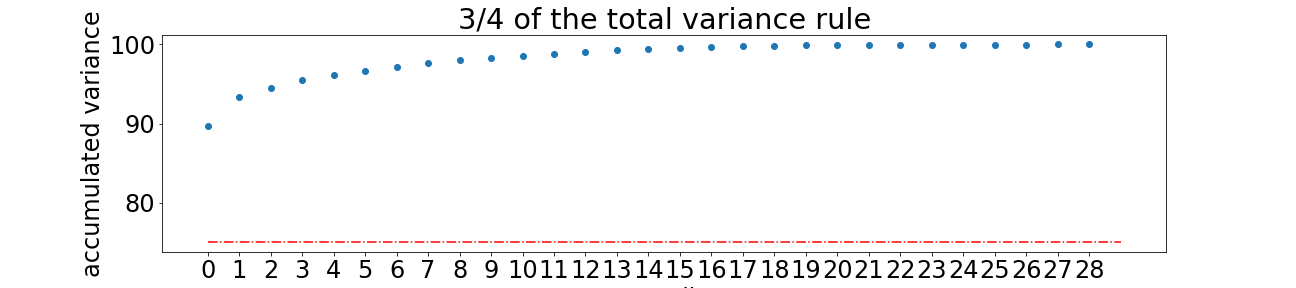 3/4 of the total variance rule
accumulated variance
100
90
80
0 1 2 3 4 5 6 7 8 9 10 11 12 13 14 15 16 17 18 19 20 21 22 23 24 25 26 27 28